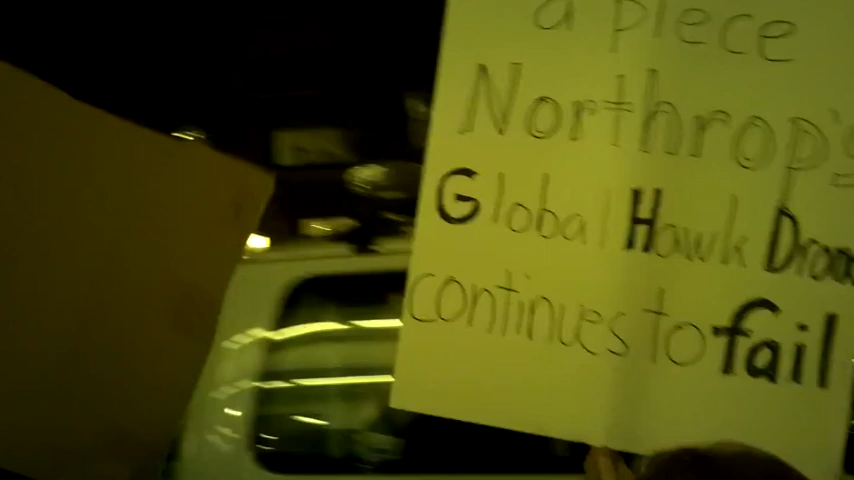 a piece
Northrop's
Global Hawk Drone
continues to fail